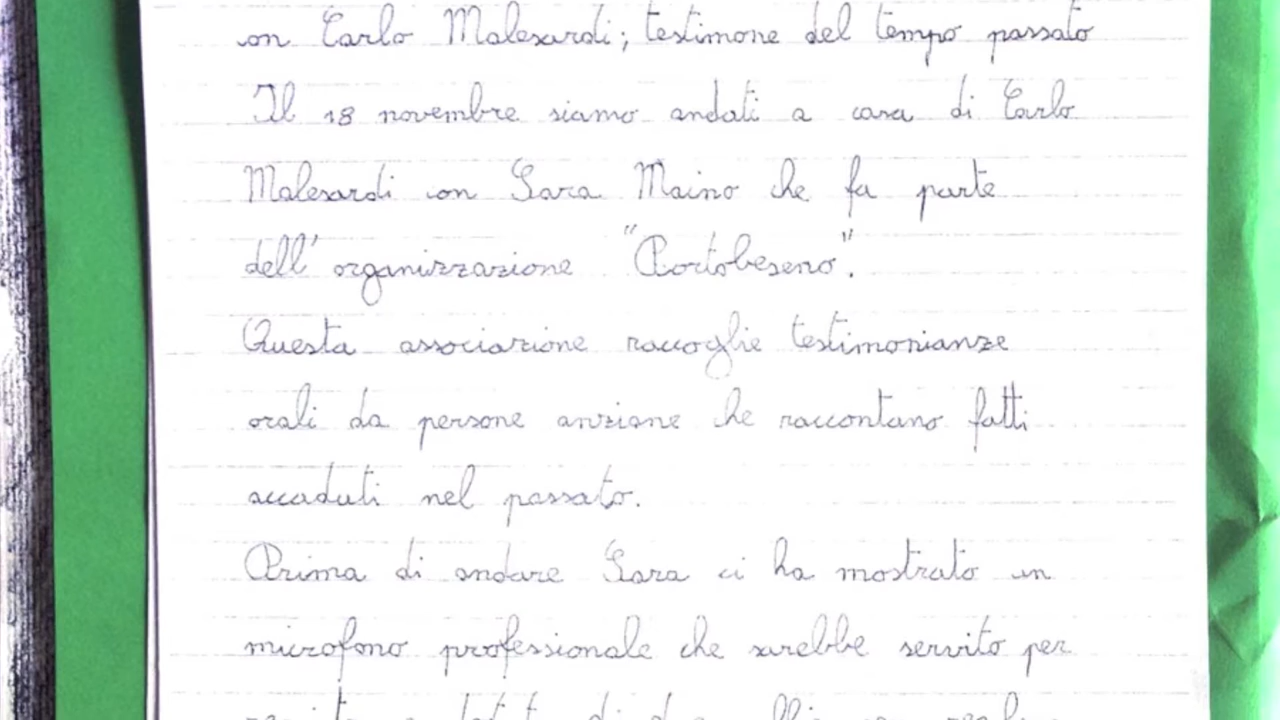 con Carlo Malesardi; testimone del tempo passato
Il 18 novembre siamo andati a casa di Carlo
Malesardi con Sara Maino che fa parte
dell'organizzazione "Portobeseno".
Questa associazione raccoglie testimonianze
orali da persone anziane che raccontano fatti
accaduti nel passato.
Prima di andare Sara ci ha mostrato un
microfono professionale che sarebbe servito per